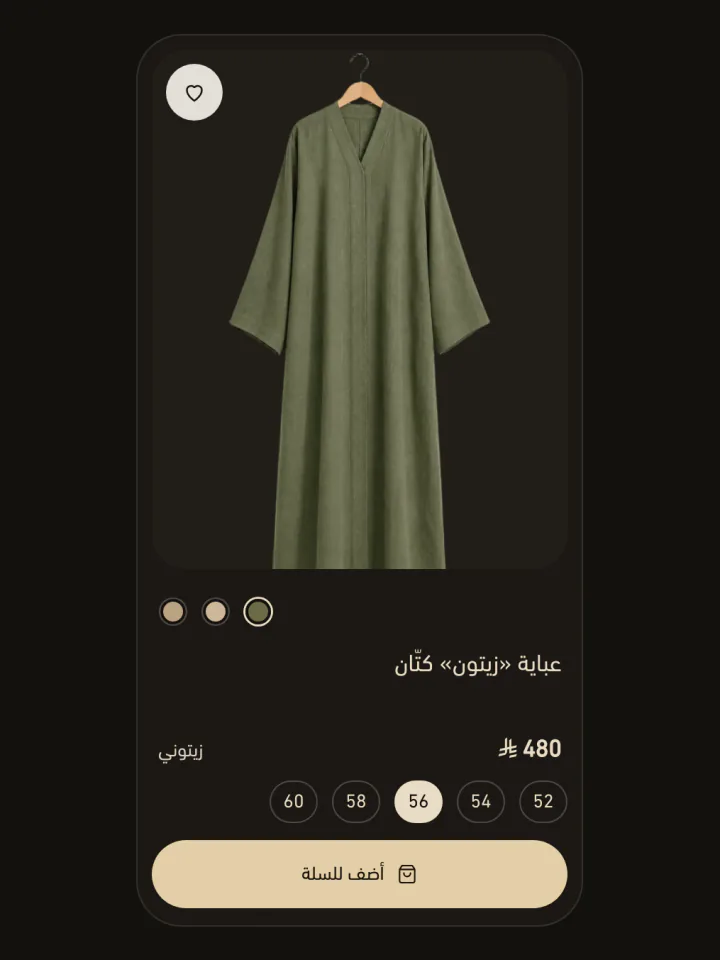 عباية «زيتون» كتّان
480 ⃁
زيتوني
52 54 56 58 60
أضف للسلة